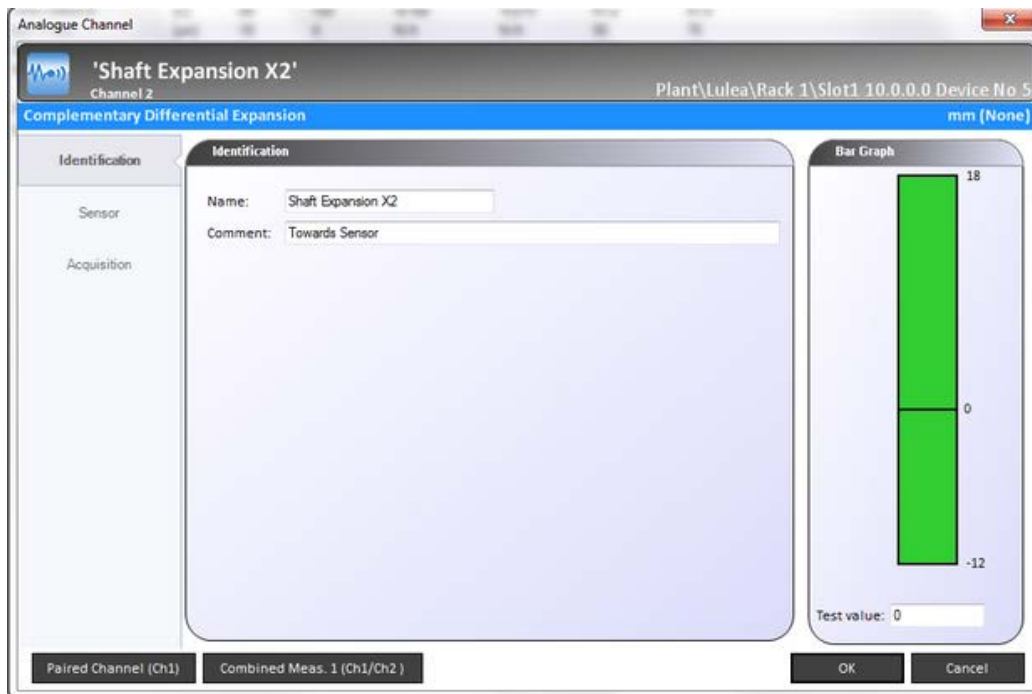 Analogue Channel
'Shaft Expansion X2'
Channel 2
Plant\Lulea\Rack 1\Slot1 10.0.0.0 Device No 5
Complementary Differential Expansion
mm (None)
Identification
Sensor
Acquisition
Identification
Name: Shaft Expansion X2
Comment: Towards Sensor
Bar Graph
18
0
-12
Test value: 0
Paired Channel (Ch1)
Combined Meas. 1 (Ch1/Ch2 )
OK
Cancel